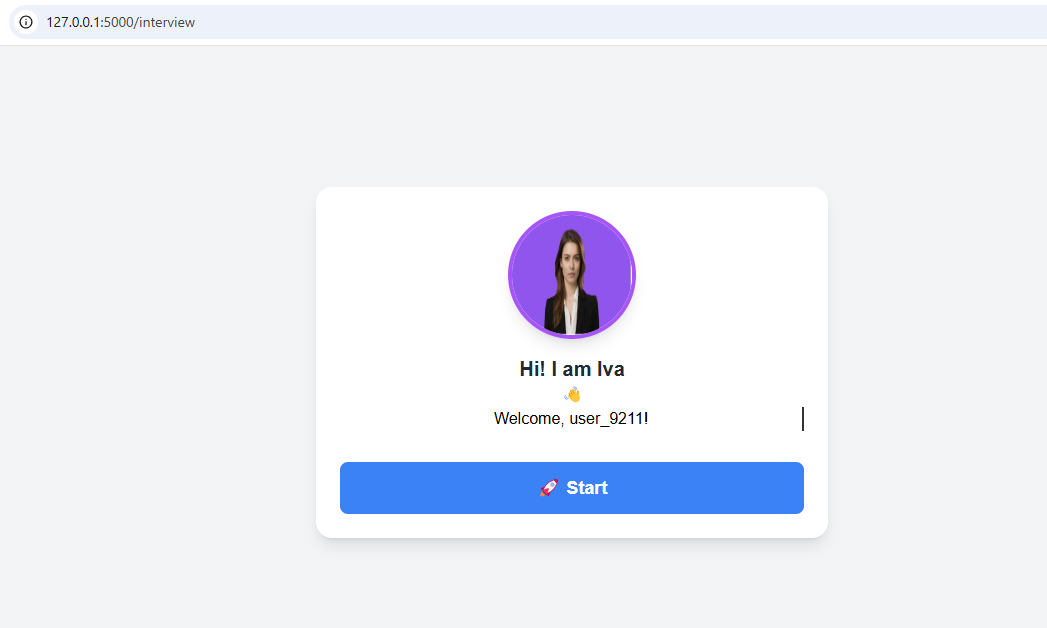 127.0.0.1:5000/interview
Hi! I am Iva
👋
Welcome, user_9211!
🚀 Start